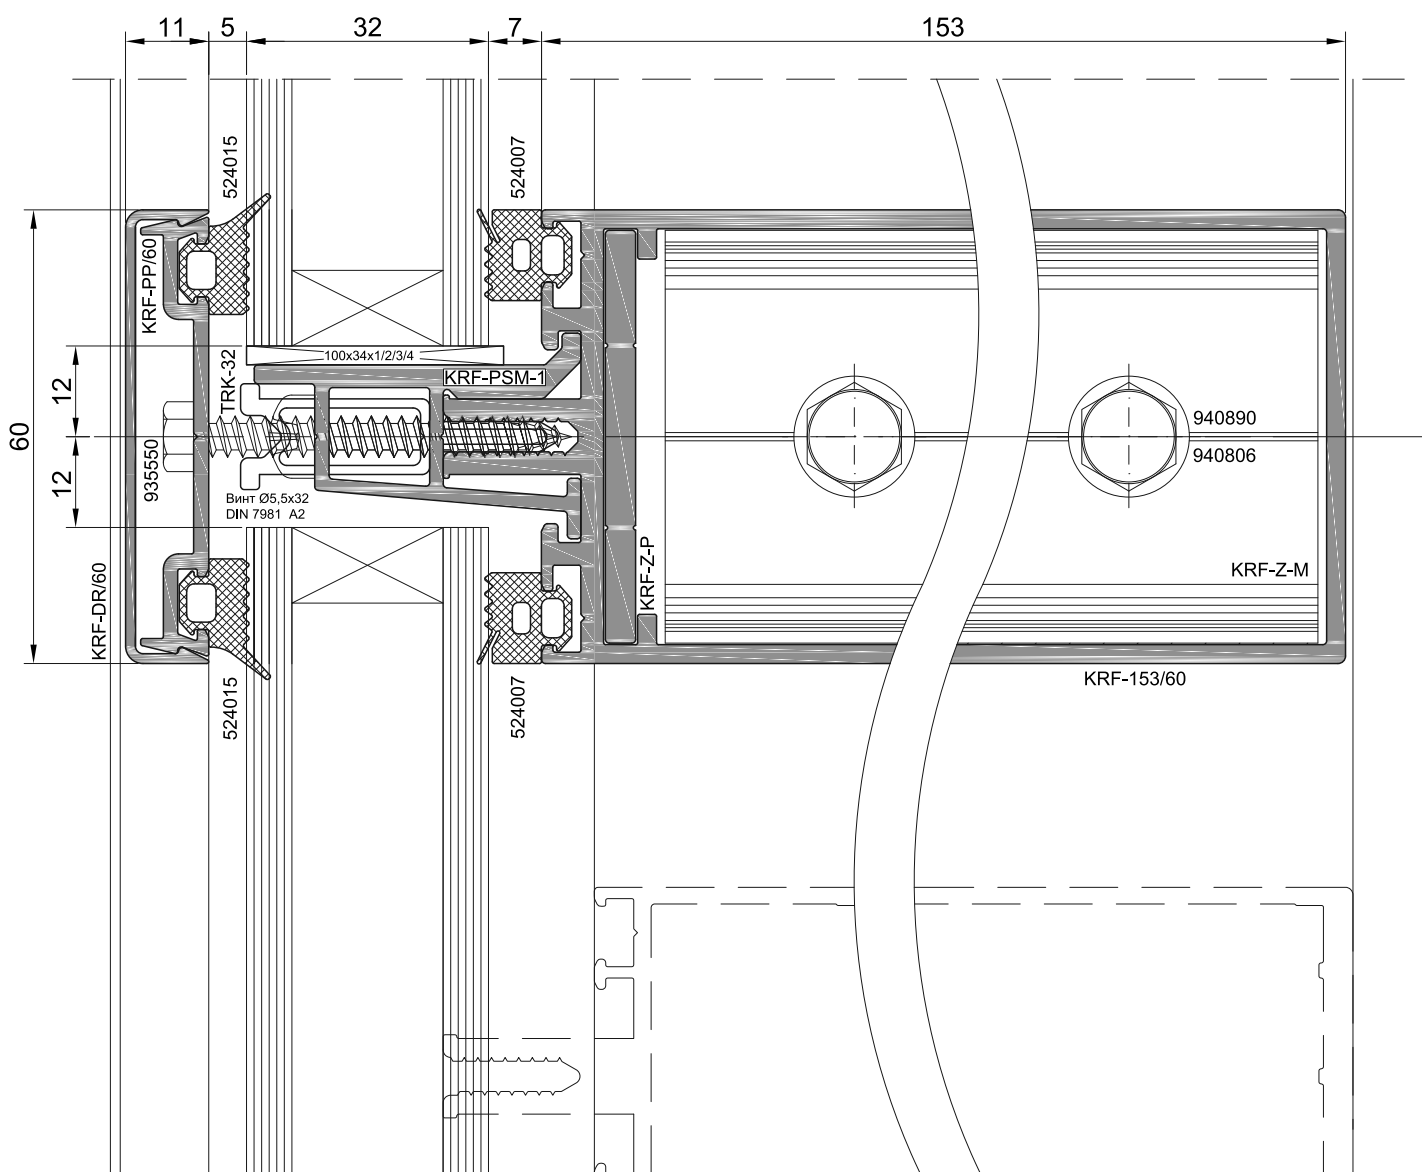 11
5
32
7
153
524015
524007
KRF-PP/60
TRK-32
100x34x1/2/3/4
KRF-PSM-1
12
60
12
935550
940890
940806
Винт Ø5,5x32
DIN 7981 A2
KRF-DR/60
KRF-Z-P
KRF-Z-M
KRF-153/60
524015
524007